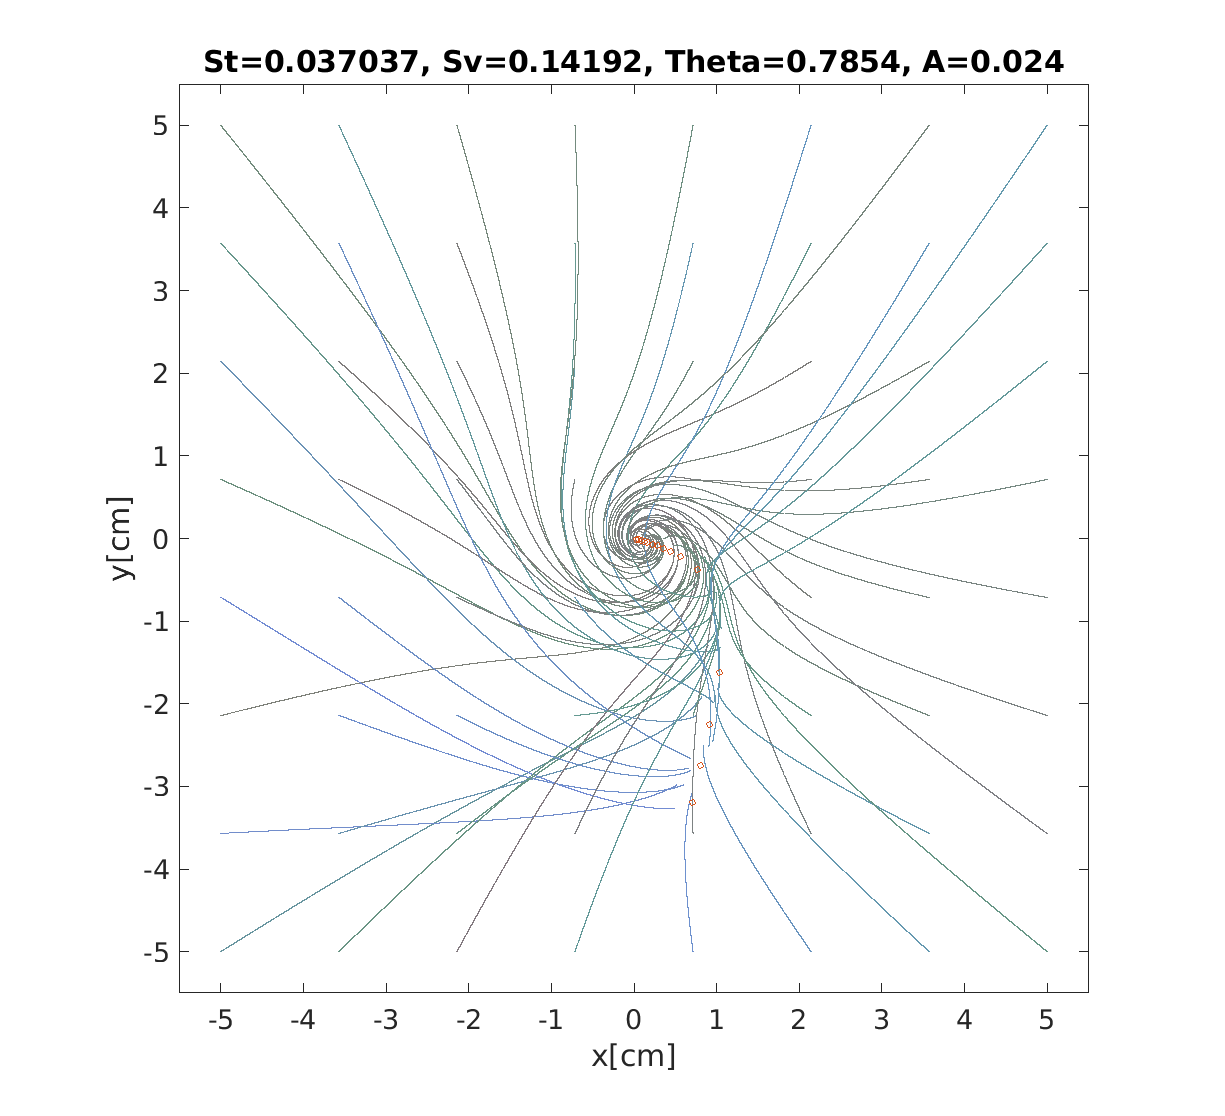 St=0.037037, Sv=0.14192, Theta=0.7854, A=0.024
5
4
3
2
1
0
-1
-2
-3
-4
-5
y[cm]
-5 -4 -3 -2 -1 0 1 2 3 4 5
x[cm]